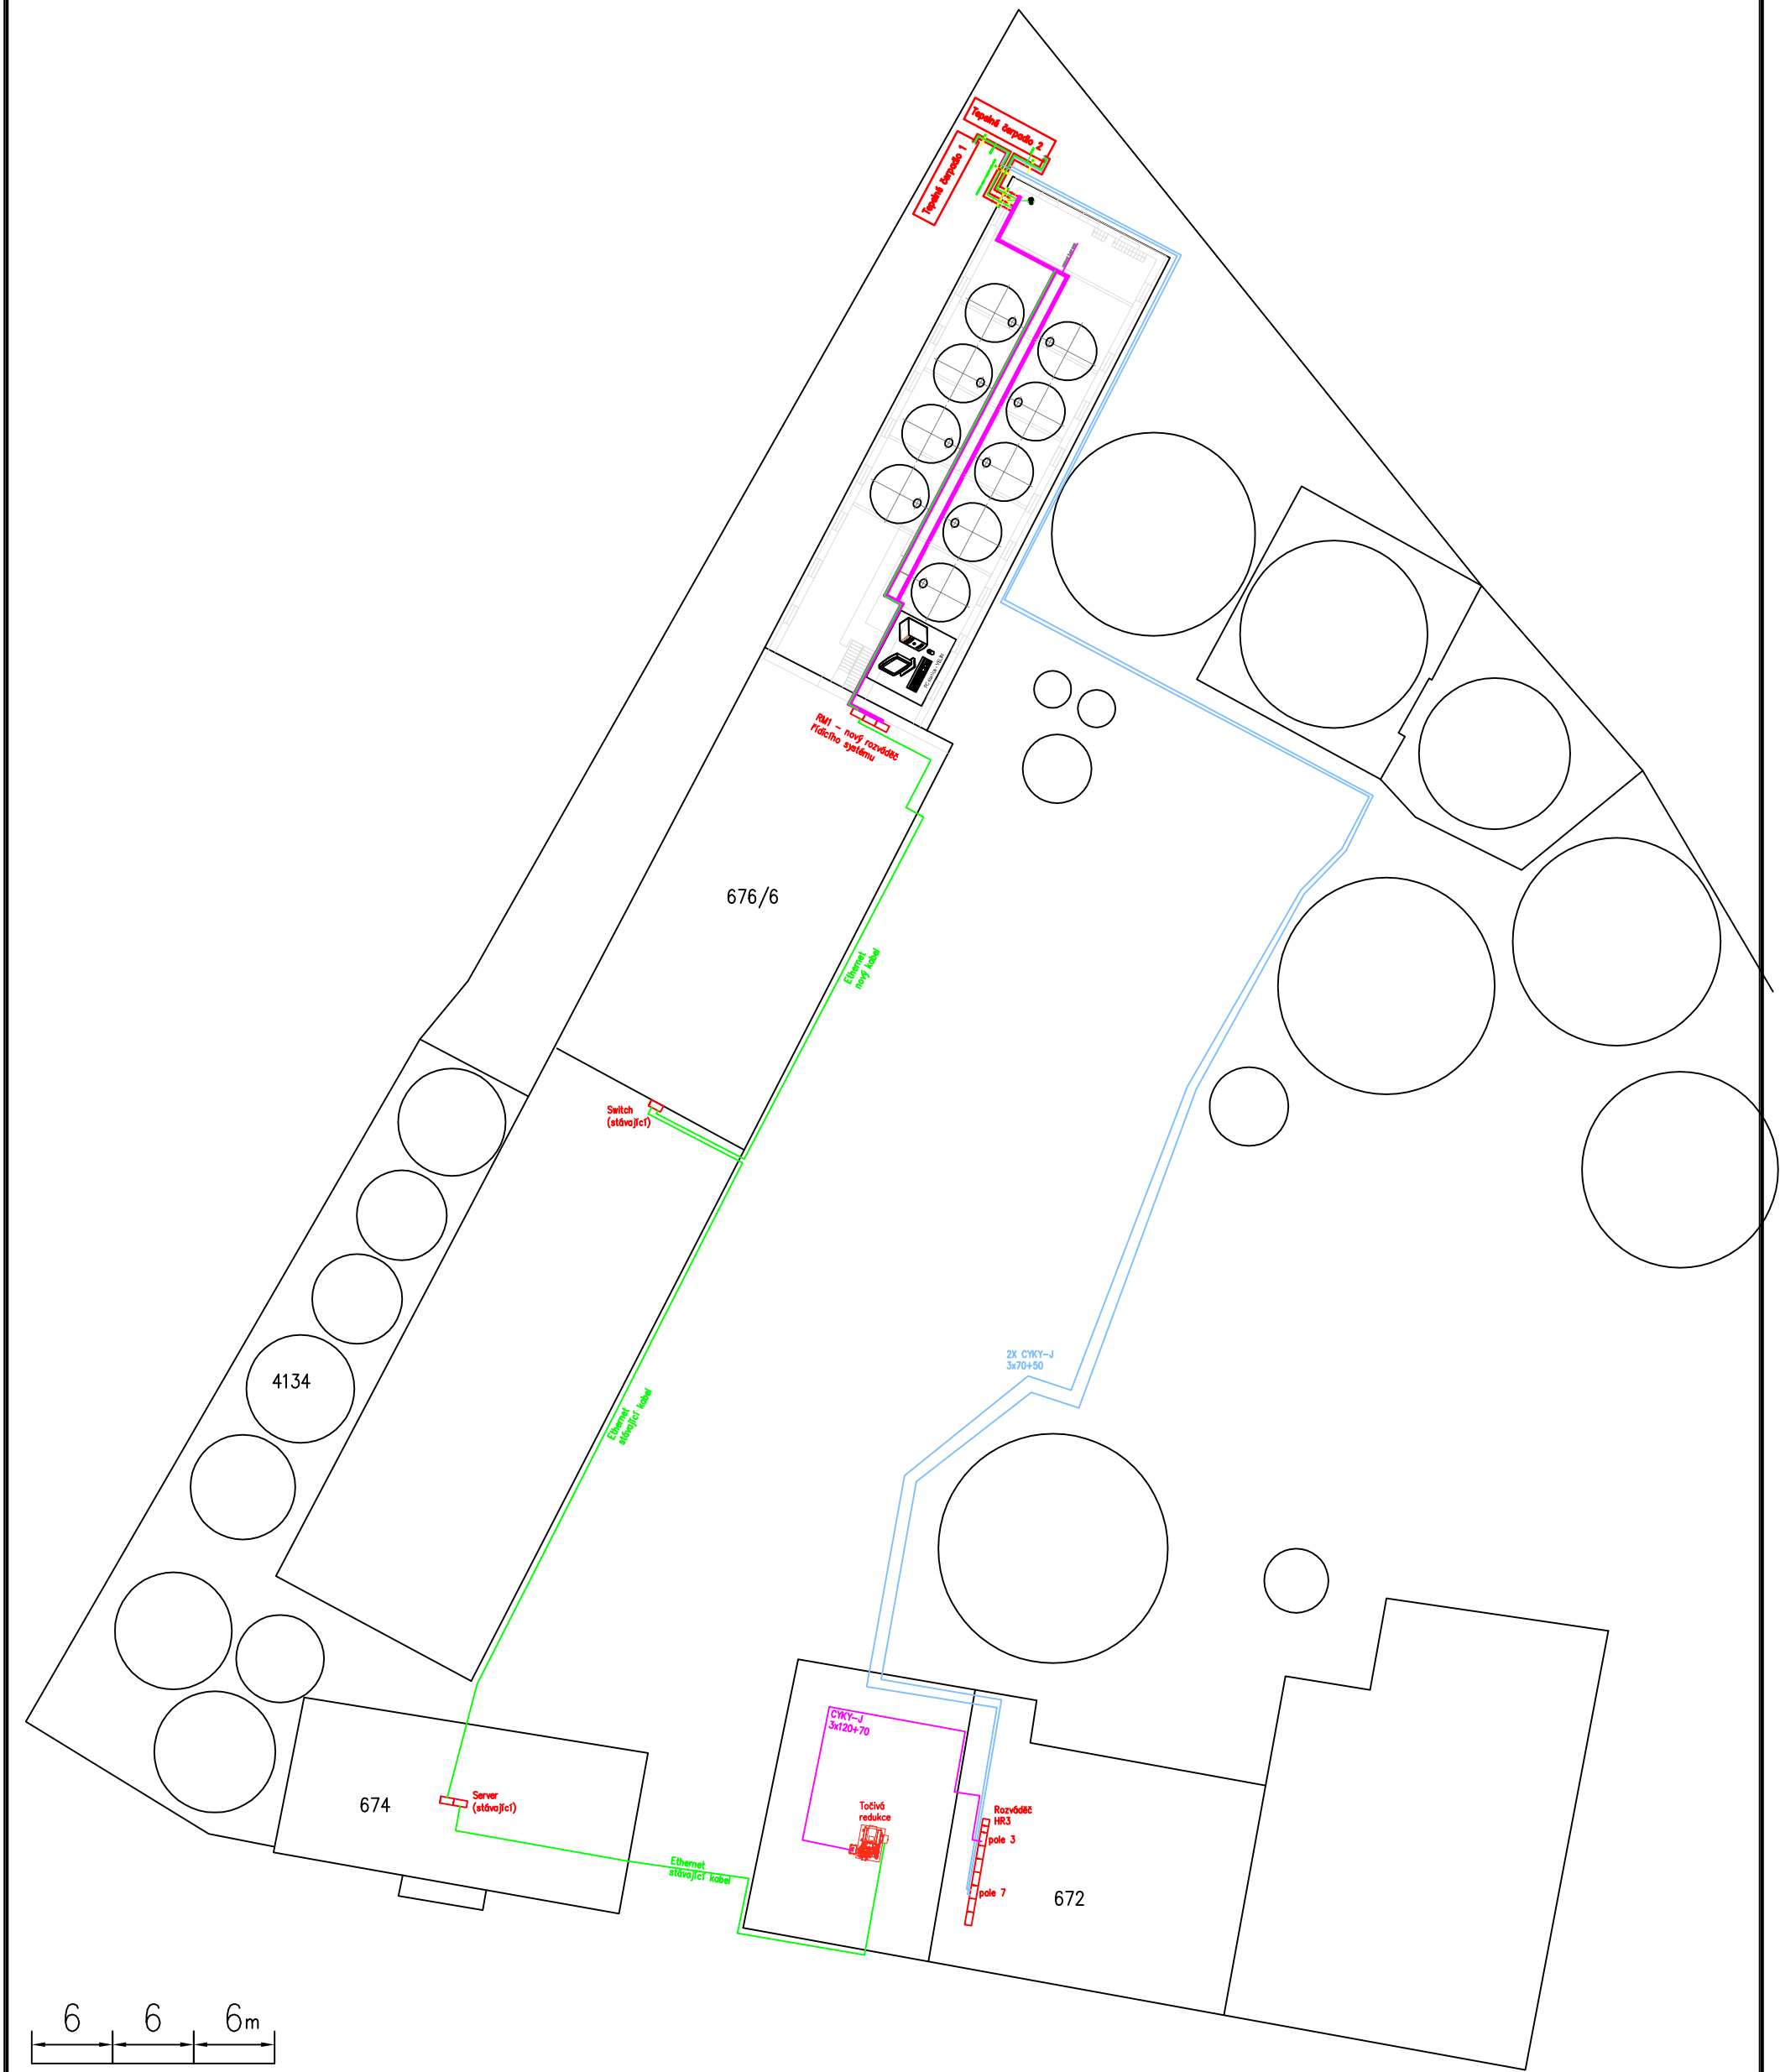 Tepelné čerpadlo 2
Tepelné čerpadlo 1
RM1 - nový rozváděč
řídícího systému
676/6
Ethernet
nový kabel
Switch
(stávající)
2X CYKY-J
3x70+50
4134
Ethernet
stávající kabel
CYKY-J
3x120+70
674
Server
(stávající)
Točivá
redukce
Rozváděč
HR3
pole 3
Ethernet
stávající kabel
pole 7
672
6 6 6m